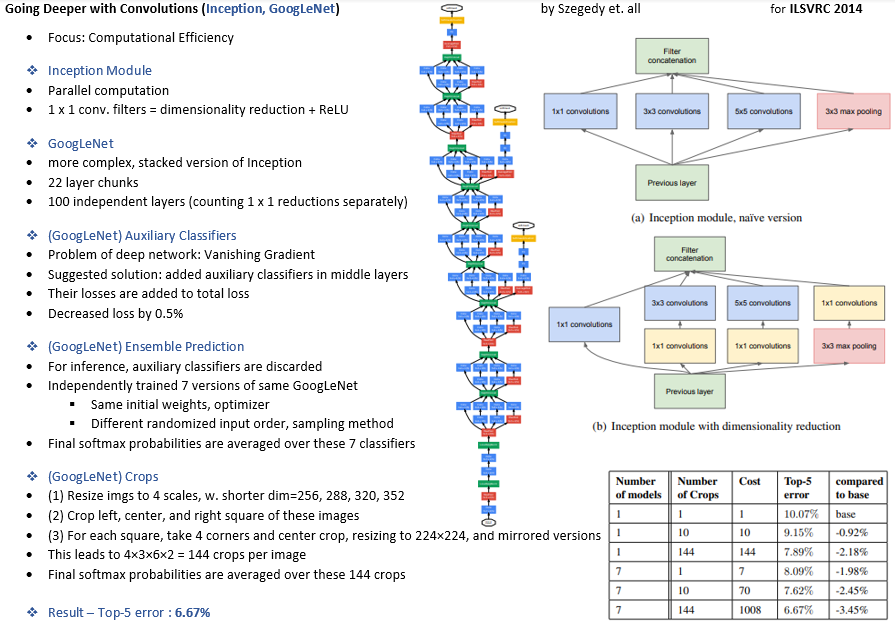 Going Deeper with Convolutions (Inception, GoogLeNet) by Szegedy et. all for ILSVRC 2014
• Focus: Computational Efficiency
❖ Inception Module
• Parallel computation
• 1 x 1 conv. filters = dimensionality reduction + ReLU
❖ GoogLeNet
• more complex, stacked version of Inception
• 22 layer chunks
• 100 independent layers (counting 1 x 1 reductions separately)
❖ (GoogLeNet) Auxiliary Classifiers
• Problem of deep network: Vanishing Gradient
• Suggested solution: added auxiliary classifiers in middle layers
• Their losses are added to total loss
• Decreased loss by 0.5%
❖ (GoogLeNet) Ensemble Prediction
• For inference, auxiliary classifiers are discarded
• Independently trained 7 versions of same GoogLeNet
▪ Same initial weights, optimizer
▪ Different randomized input order, sampling method
• Final softmax probabilities are averaged over these 7 classifiers
❖ (GoogLeNet) Crops
• (1) Resize imgs to 4 scales, w. shorter dim=256, 288, 320, 352
• (2) Crop left, center, and right square of these images
• (3) For each square, take 4 corners and center crop, resizing to 224×224, and mirrored versions
• This leads to 4×3×6×2 = 144 crops per image
• Final softmax probabilities are averaged over these 144 crops
❖ Result – Top-5 error : 6.67%
Filter
concatenation
1x1 convolutions 3x3 convolutions 5x5 convolutions 3x3 max pooling
Previous layer
(a) Inception module, naïve version
Filter
concatenation
3x3 convolutions 5x5 convolutions 1x1 convolutions
1x1 convolutions
1x1 convolutions 1x1 convolutions 3x3 max pooling
Previous layer
(b) Inception module with dimensionality reduction
Number Number Cost Top-5 compared
of models of Crops error to base
1 1 1 10.07% base
1 10 10 9.15% -0.92%
1 144 144 7.89% -2.18%
7 1 7 8.09% -1.98%
7 10 70 7.62% -2.45%
7 144 1008 6.67% -3.45%